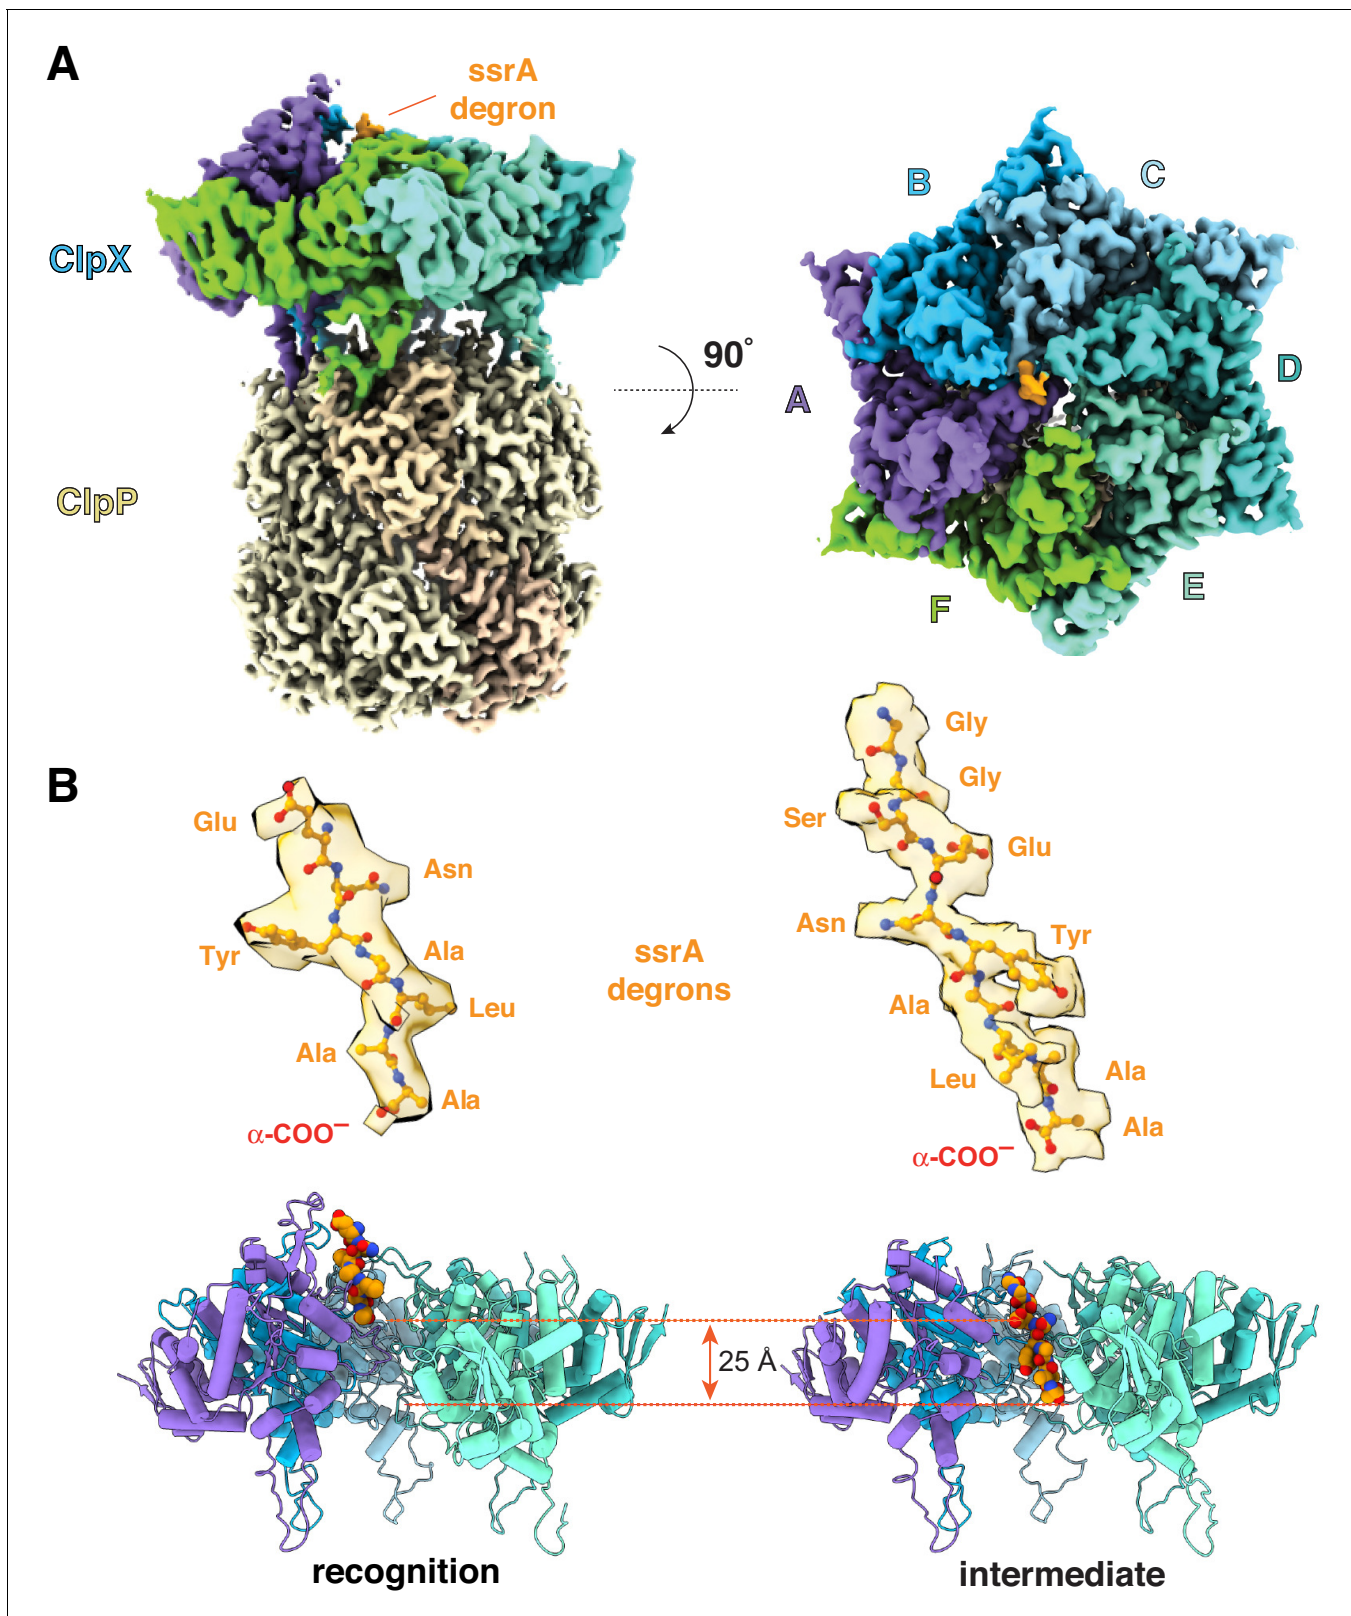 A
ssrA
degron
ClpX
ClpP
90°
B
C
A
D
E
F
B
Glu
Asn
Tyr
Ala
Leu
Ala
Ala
α-COO⁻
ssrA
degrons
Gly
Gly
Ser
Glu
Asn
Tyr
Ala
Leu
Ala
Ala
α-COO⁻
25 Å
recognition
intermediate